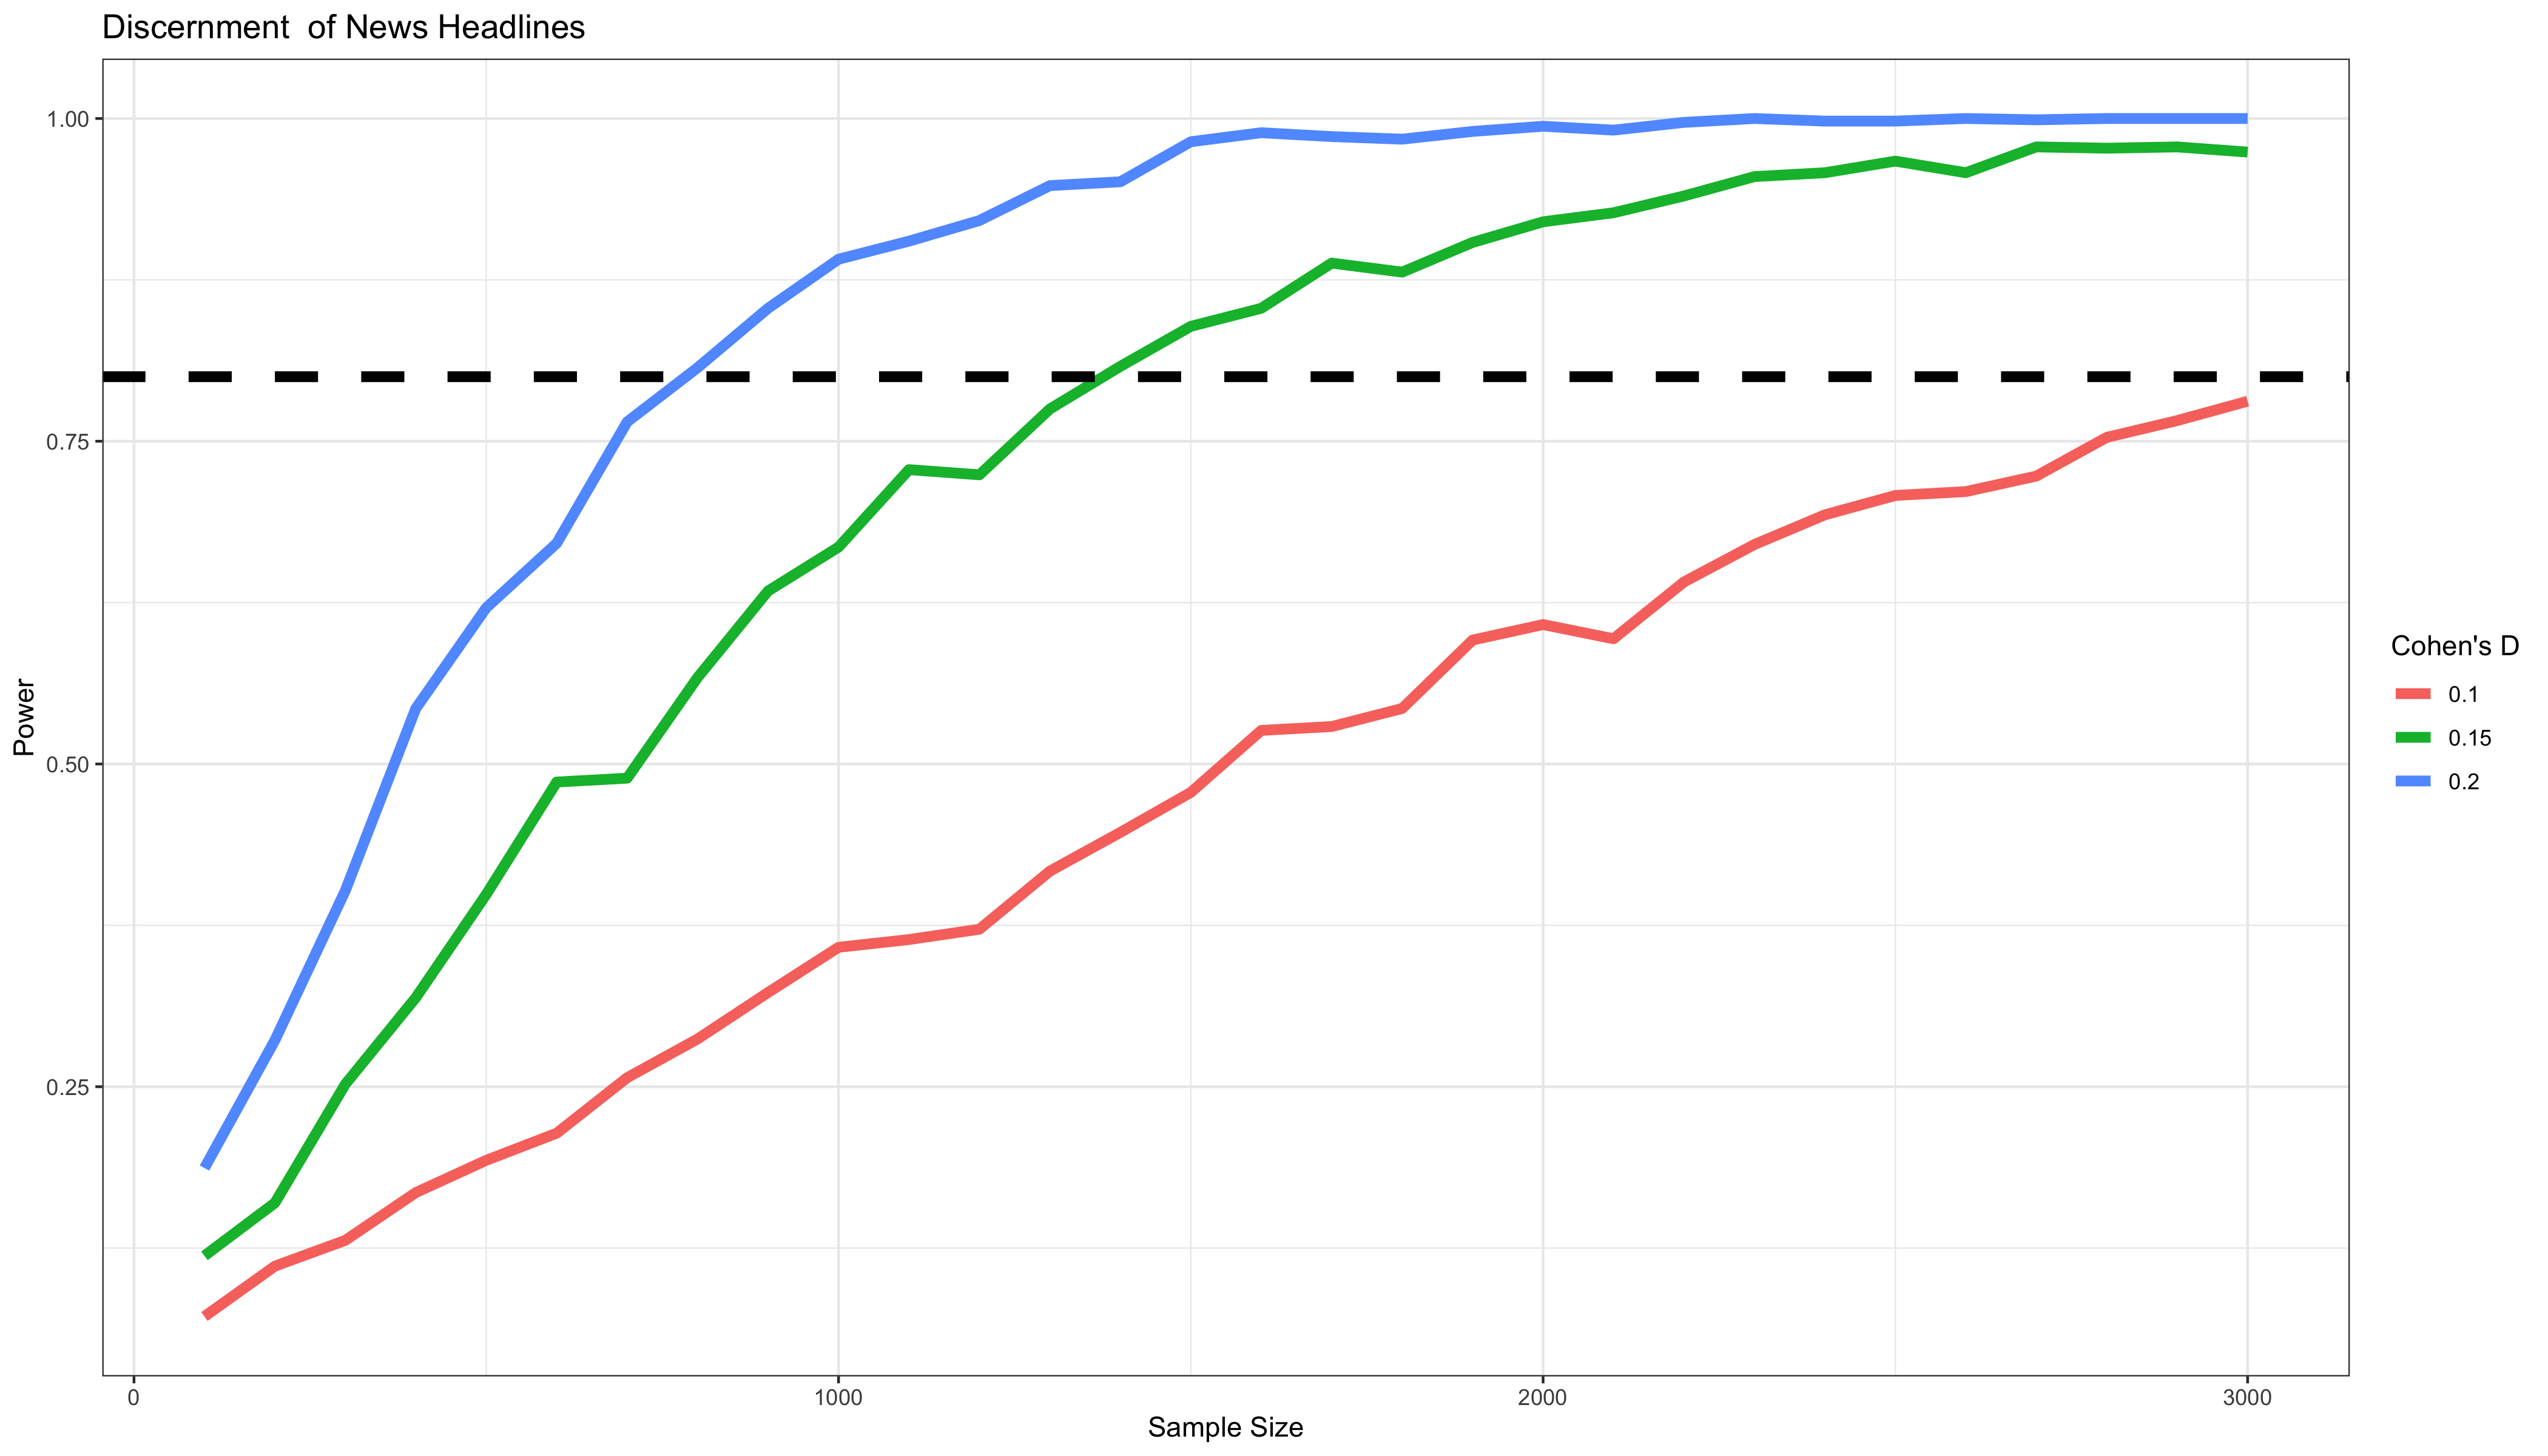 Discernment  of News Headlines
1.00
0.75
0.50
0.25
Power
0
1000
2000
3000
Sample Size
Cohen's D
0.1
0.15
0.2